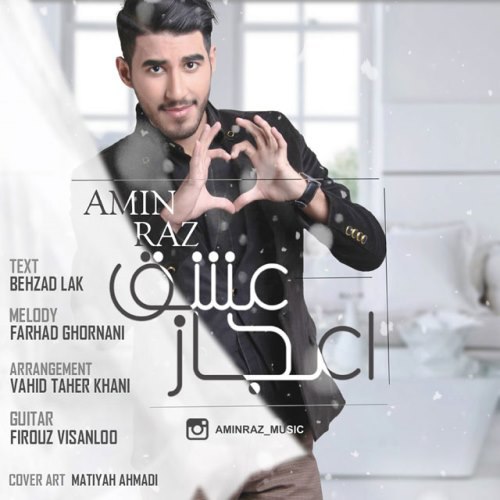 AMIN
RAZ
اعجاز
عشق
TEXT
BEHZAD LAK
MELODY
FARHAD GHORNANI
ARRANGEMENT
VAHID TAHER KHANI
GUITAR
FIROUZ VISANLOO
AMINRAZ_MUSIC
COVER ART MATIYAH AHMADI